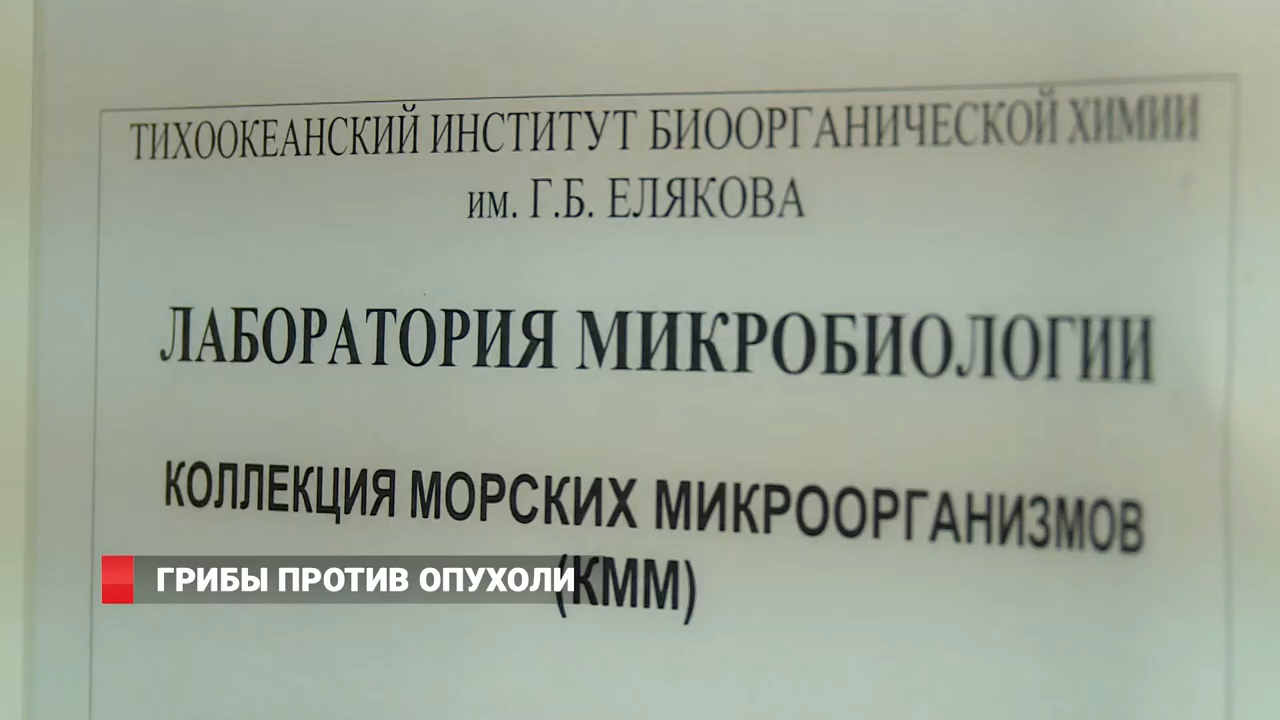 ТИХООКЕАНСКИЙ ИНСТИТУТ БИООРГАНИЧЕСКОЙ ХИМИИ
им. Г.Б. ЕЛЯКОВА
ЛАБОРАТОРИЯ МИКРОБИОЛОГИИ
КОЛЛЕКЦИЯ МОРСКИХ МИКРООРГАНИЗМОВ
(КММ)
ГРИБЫ ПРОТИВ ОПУХОЛИ